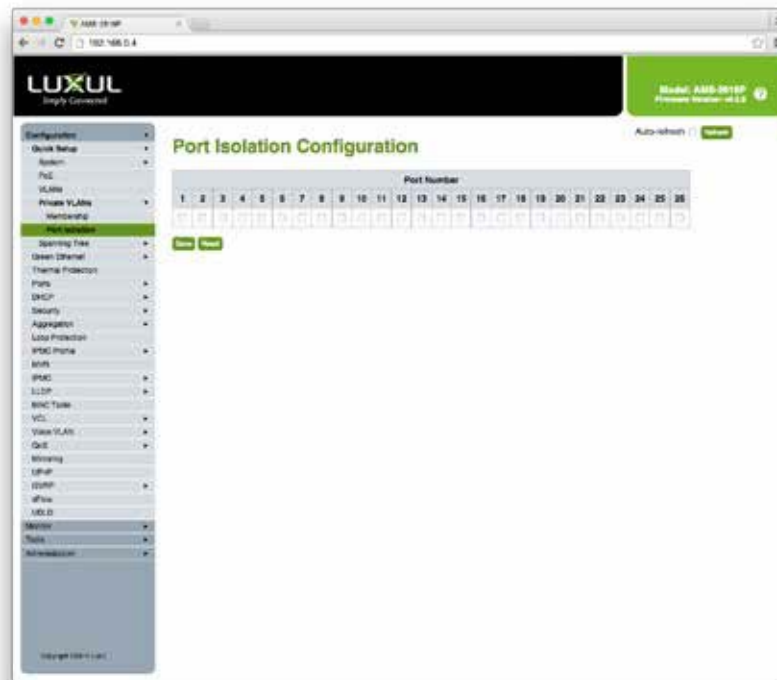 192.168.0.4
LUXUL
Simply Connected
Auto-refresh Refresh
Configuration
Quick Setup
System
PoE
VLANs
Private VLANs
Membership
Port Isolation
Spanning Tree
Green Ethernet
Thermal Protection
Ports
DHCP
Security
Aggregation
Loop Protection
IPMC Profile
MVR
IPMC
LLDP
MAC Table
VCL
Voice VLAN
QoS
Mirroring
UPnP
GVRP
sFlow
UDLD
Monitor
Tools
Administration
Port Isolation Configuration
Port Number
1 2 3 4 5 6 7 8 9 10 11 12 13 14 15 16 17 18 19 20 21 22 23 24 25 26
Save Reset